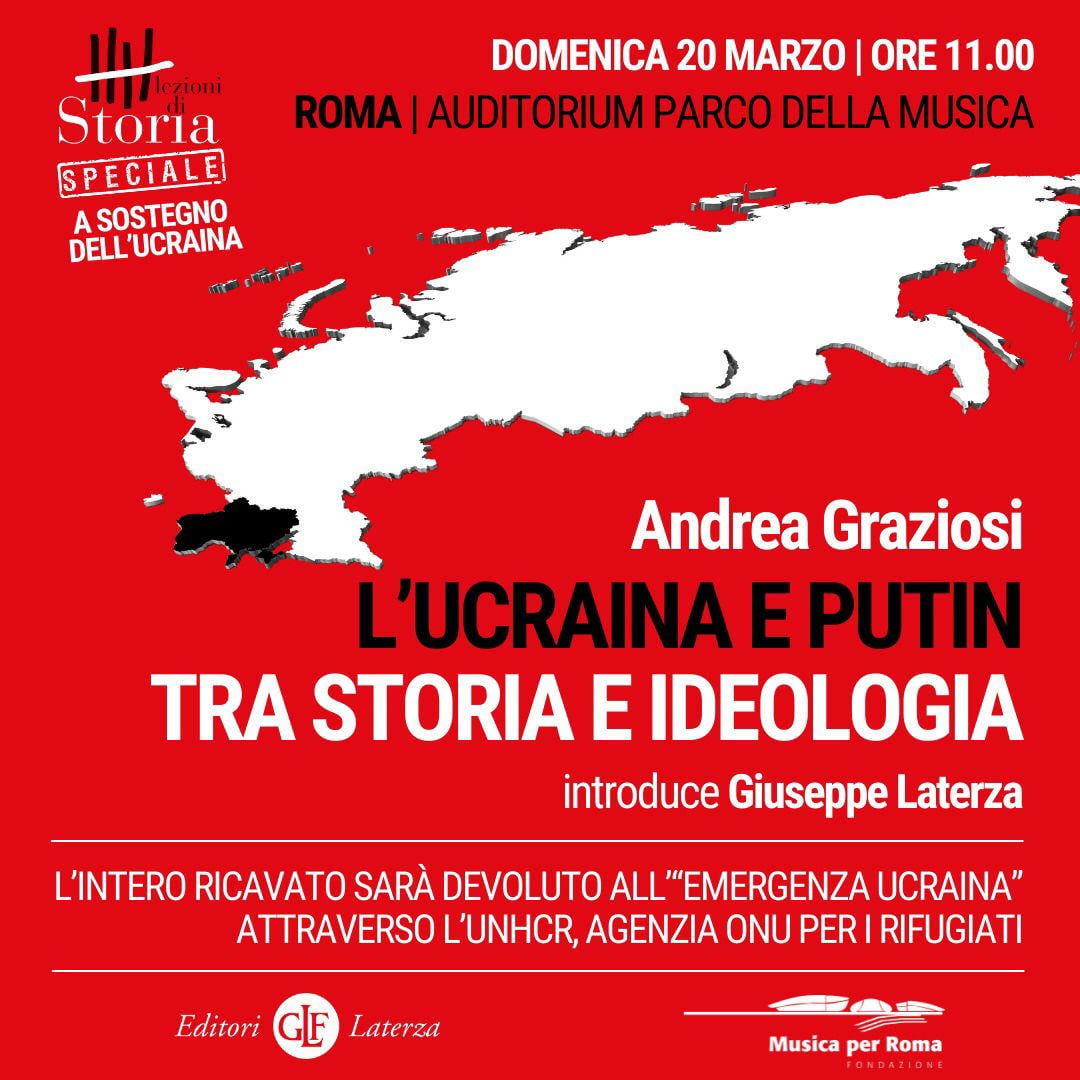 lezioni
di
Storia
SPECIALE
A SOSTEGNO
DELL'UCRAINA
DOMENICA 20 MARZO | ORE 11.00
ROMA | AUDITORIUM PARCO DELLA MUSICA
Andrea Graziosi
L'UCRAINA E PUTIN
TRA STORIA E IDEOLOGIA
introduce Giuseppe Laterza
L'INTERO RICAVATO SARÀ DEVOLUTO ALL'“EMERGENZA UCRAINA”
ATTRAVERSO L'UNHCR, AGENZIA ONU PER I RIFUGIATI
Editori GLF Laterza
Musica per Roma
FONDAZIONE